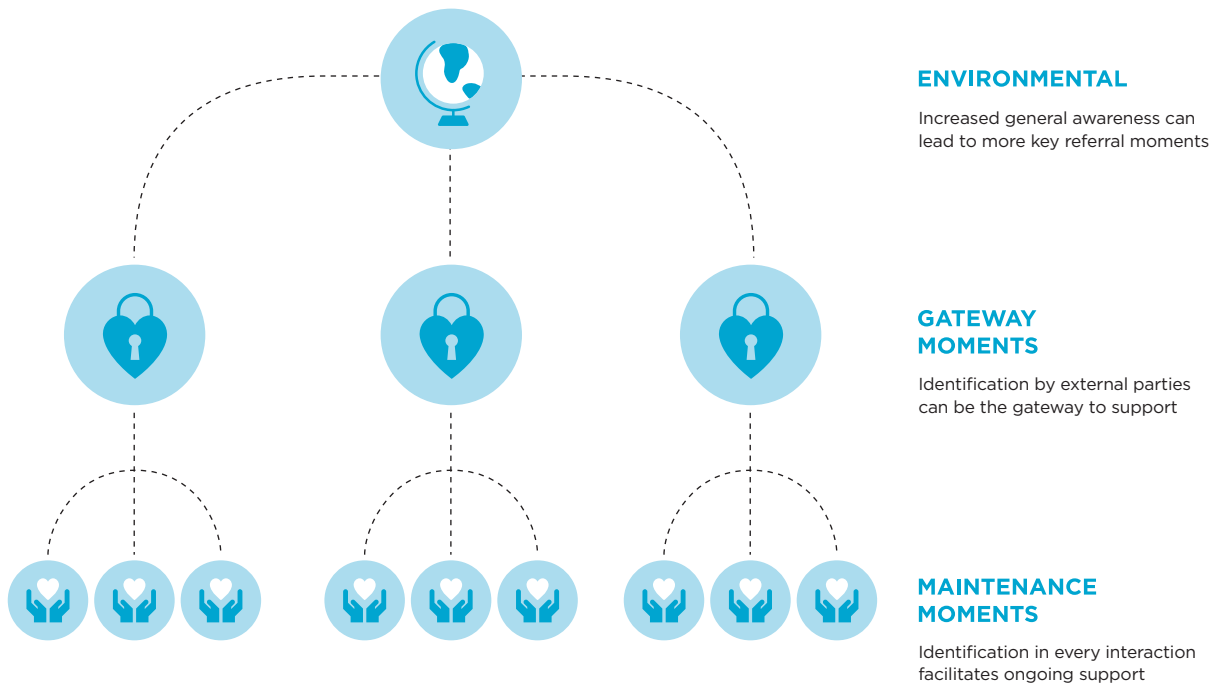 ENVIRONMENTAL
Increased general awareness can
lead to more key referral moments
GATEWAY
MOMENTS
Identification by external parties
can be the gateway to support
MAINTENANCE
MOMENTS
Identification in every interaction
facilitates ongoing support